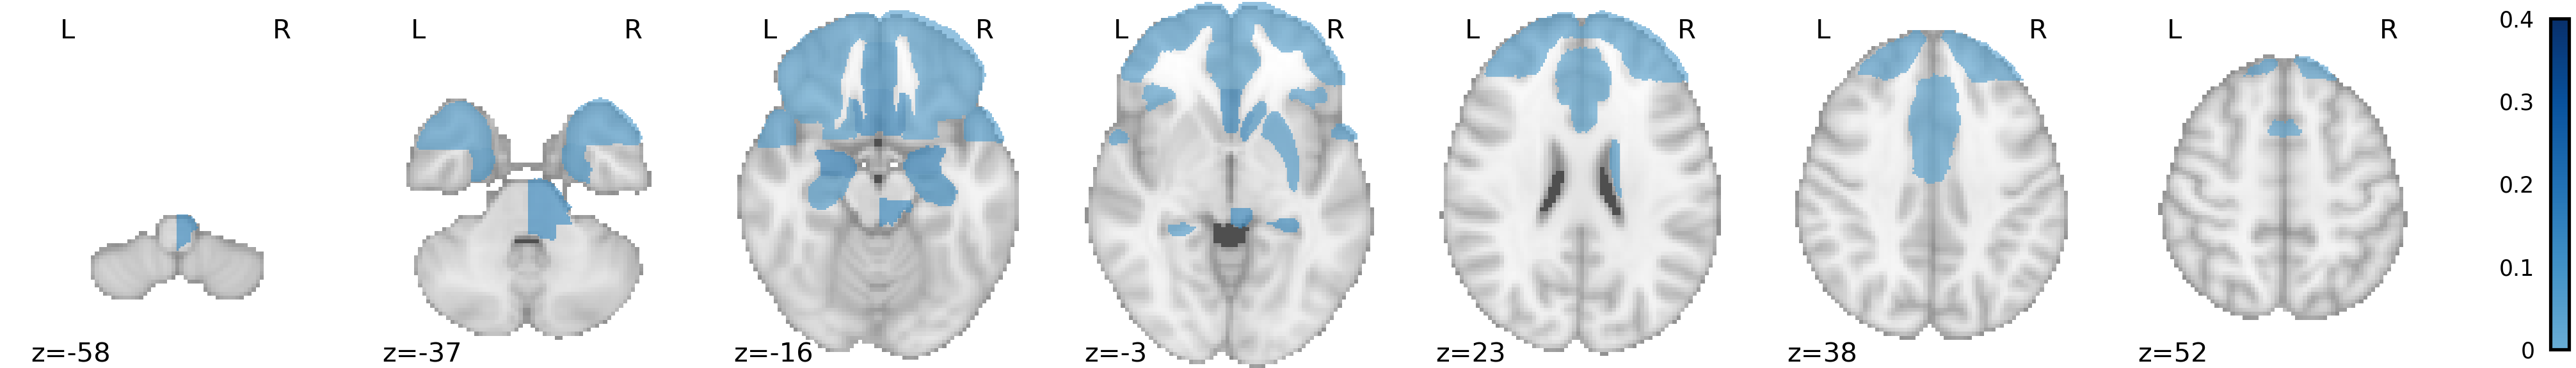 L R L R L R L R L R L R L R
z=-58 z=-37 z=-16 z=-3 z=23 z=38 z=52
0.4
0.3
0.2
0.1
0